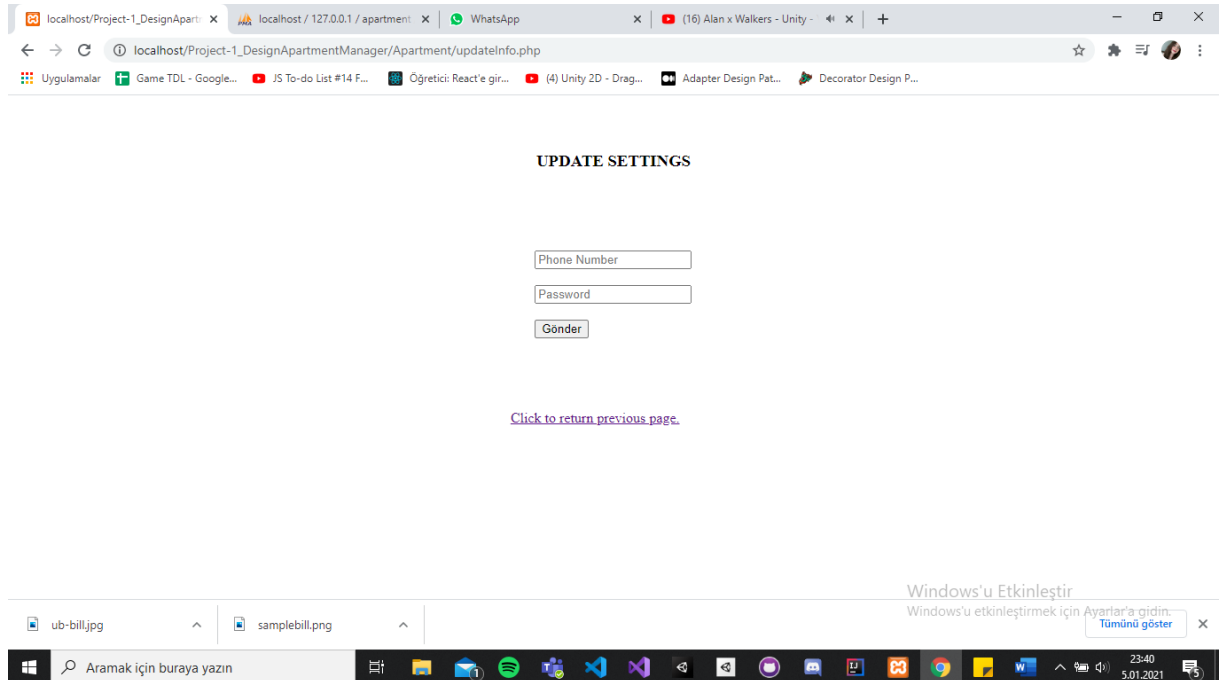 localhost/Project-1_DesignApart
localhost / 127.0.0.1 / apartment
WhatsApp
(16) Alan x Walkers - Unity -
localhost/Project-1_DesignApartmentManager/Apartment/updateInfo.php
Uygulamalar
Game TDL - Google...
JS To-do List #14 F...
Öğretici: React'e gir...
(4) Unity 2D - Drag...
Adapter Design Pat...
Decorator Design P...
UPDATE SETTINGS
Phone Number
Password
Gönder
Click to return previous page.
Windows'u Etkinleştir
Windows'u etkinleştirmek için Ayarlar'a gidin.
ub-bill.jpg
samplebill.png
Tümünü göster
Aramak için buraya yazın
23:40
5.01.2021